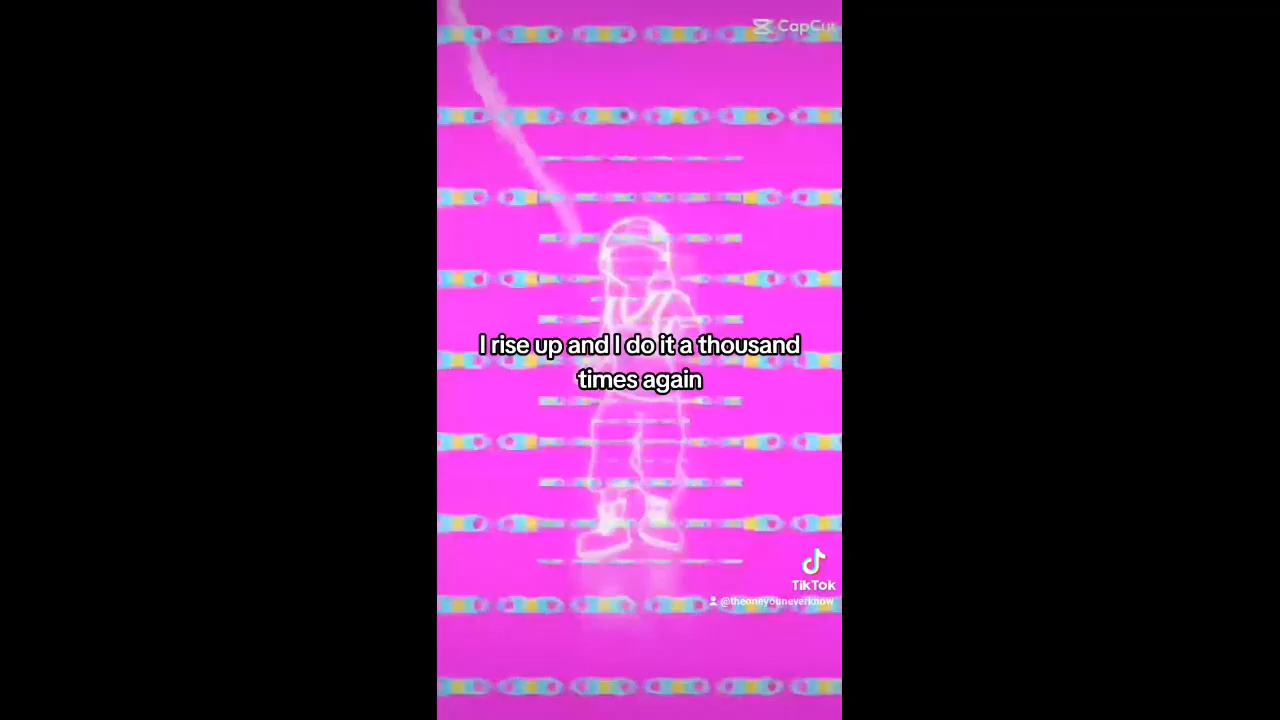 CapCut
I rise up and I do it a thousand
times again
TikTok
@theoneyouneverknow